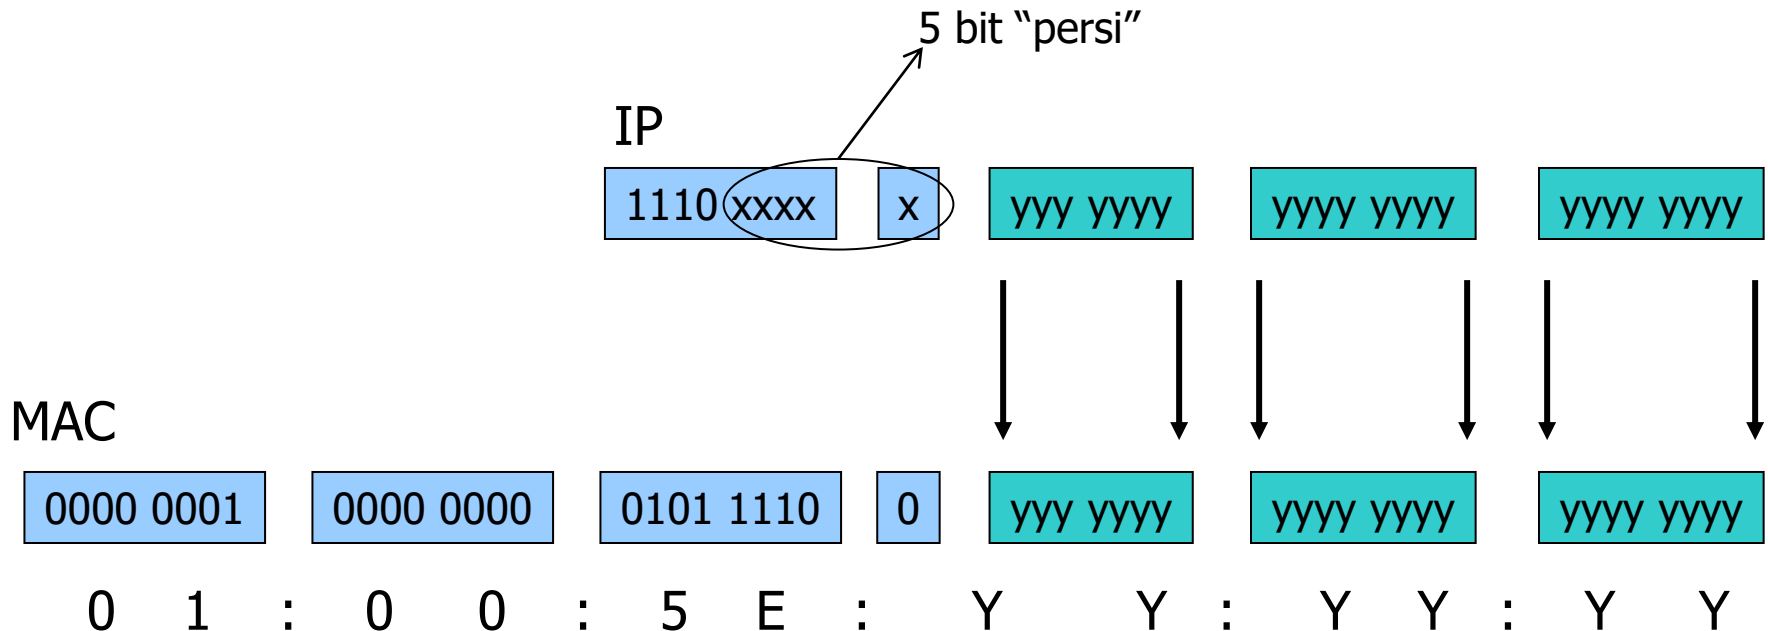 5 bit “persi”
IP
1110 xxxx x yyy yyyy yyyy yyyy yyyy yyyy
MAC
0000 0001 0000 0000 0101 1110 0 yyy yyyy yyyy yyyy yyyy yyyy
0 1 : 0 0 : 5 E : Y Y : Y Y : Y Y